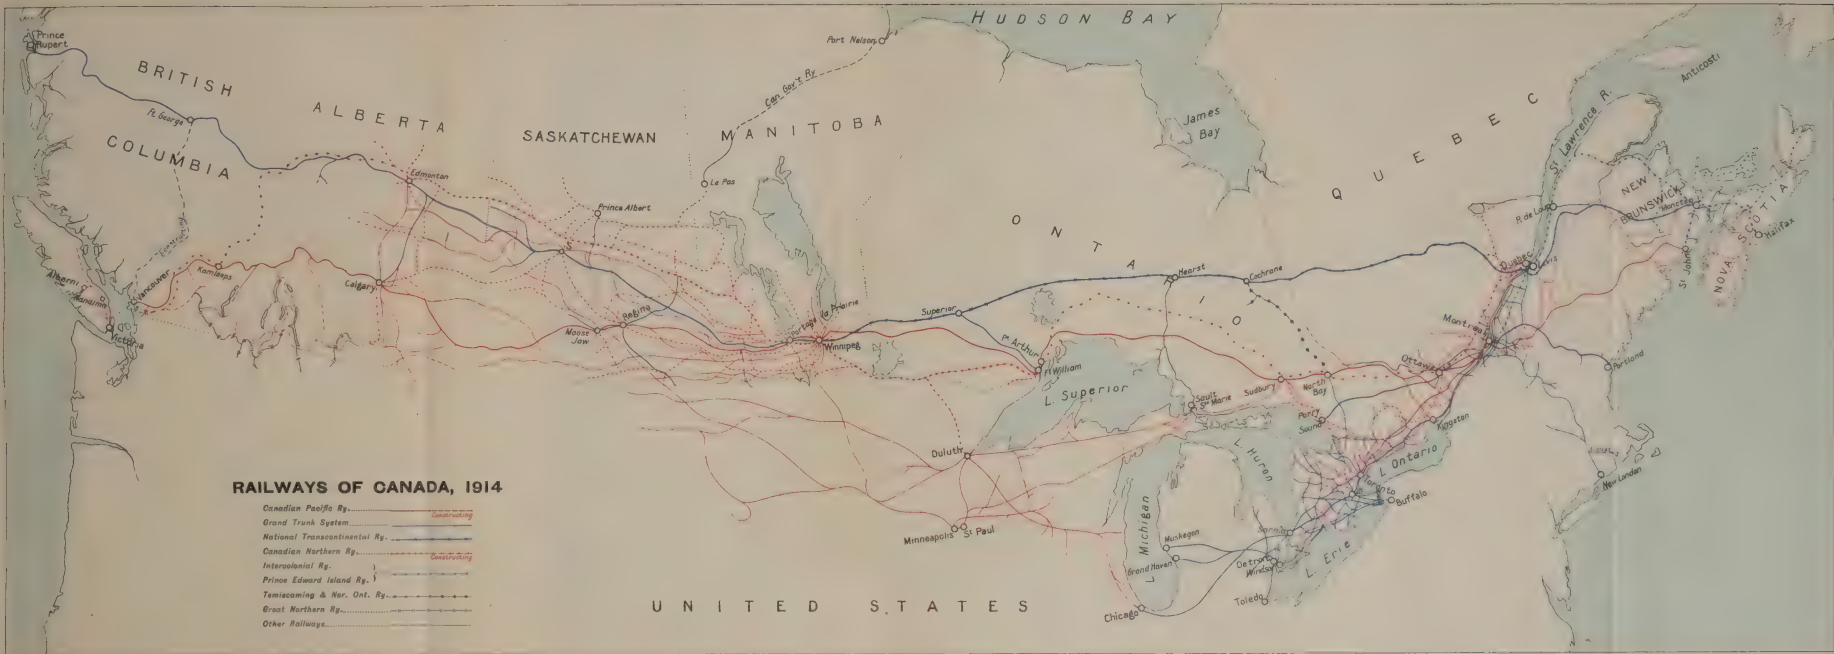 HUDSON BAY
Prince
Rupert
Port Nelson
Can Gov't Ry
Anticosti
BRITISH
COLUMBIA
ALBERTA
SASKATCHEWAN
MANITOBA
James
Bay
QUEBEC
St Lawrence R.
Ft. George
Edmonton
Le Pas
Prince Albert
ONTARIO
NEW
BRUNSWICK
Moncton
R. de Loup
NOVA SCOTIA
Halifax
St John
Quebec
Levis
Hearst
Cochrane
Constructing
Kamloops
Vancouver
Alberni
Nanaimo
Victoria
Calgary
Moose
Jaw
Regina
Portage la Prairie
Winnipeg
Superior
Pt Arthur
Ft William
L. Superior
Sault
Ste Marie
Sudbury
North
Bay
Parry
Sound
Ottawa
Montreal
Kingston
Portland
New London
L. Huron
L Ontario
Toronto
Buffalo
Duluth
Minneapolis
St Paul
L Michigan
Muskegon
Grand Haven
Sarnia
Detroit
Windsor
L. Erie
Toledo
Chicago
UNITED STATES
RAILWAYS OF CANADA, 1914
Canadian Pacific Ry.
Constructing
Grand Trunk System
National Transcontinental Ry.
Canadian Northern Ry.
Constructing
Intercolonial Ry.
Prince Edward Island Ry.
Temiscaming & Nor. Ont. Ry.
Great Northern Ry.
Other Railways